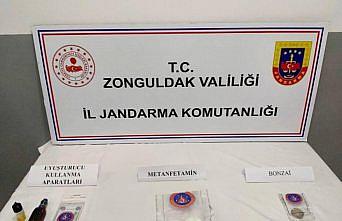 T.C.
ZONGULDAK VALİLİĞİ
İL JANDARMA KOMUTANLIĞI
UYUŞTURUCU
KULLANMA
APARATLARI
METANFETAMİN
BONZAİ